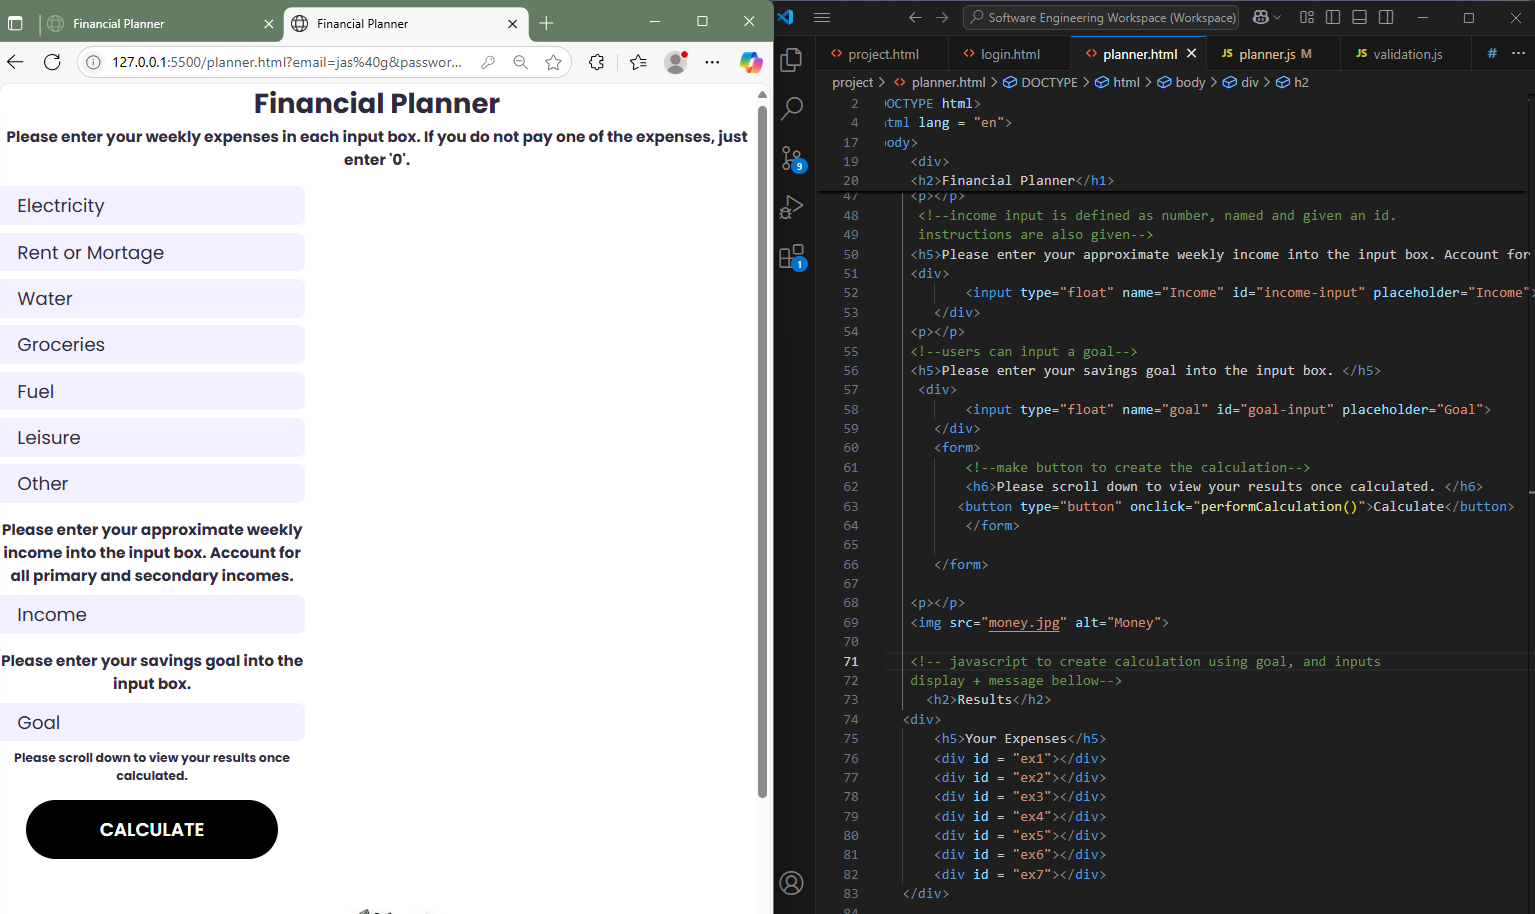 Financial Planner
Financial Planner
127.0.0.1:5500/planner.html?email=jas%40g&passwor...
Financial Planner
Please enter your weekly expenses in each input box. If you do not pay one of the expenses, just
enter '0'.
Electricity
Rent or Mortage
Water
Groceries
Fuel
Leisure
Other
Please enter your approximate weekly
income into the input box. Account for
all primary and secondary incomes.
Income
Please enter your savings goal into the
input box.
Goal
Please scroll down to view your results once
calculated.
CALCULATE
Software Engineering Workspace (Workspace)
project.html
login.html
planner.html
JS planner.js M
JS validation.js
#
project > planner.html > DOCTYPE > html > body > div > h2
9
1
2 DOCTYPE html>
4 html lang = "en">
17 body>
19 <div>
20 <h2>Financial Planner</h1>
47 <p></p>
48 <!--income input is defined as number, named and given an id.
49 instructions are also given-->
50 <h5>Please enter your approximate weekly income into the input box. Account for
51 <div>
52 <input type="float" name="Income" id="income-input" placeholder="Income">
53 </div>
54 <p></p>
55 <!--users can input a goal-->
56 <h5>Please enter your savings goal into the input box. </h5>
57 <div>
58 <input type="float" name="goal" id="goal-input" placeholder="Goal">
59 </div>
60 <form>
61 <!--make button to create the calculation-->
62 <h6>Please scroll down to view your results once calculated. </h6>
63 <button type="button" onclick="performCalculation()">Calculate</button>
64 </form>
65
66 </form>
67
68 <p></p>
69 <img src="money.jpg" alt="Money">
70
71 <!-- javascript to create calculation using goal, and inputs
72 display + message bellow-->
73 <h2>Results</h2>
74 <div>
75 <h5>Your Expenses</h5>
76 <div id = "ex1"></div>
77 <div id = "ex2"></div>
78 <div id = "ex3"></div>
79 <div id = "ex4"></div>
80 <div id = "ex5"></div>
81 <div id = "ex6"></div>
82 <div id = "ex7"></div>
83 </div>
84